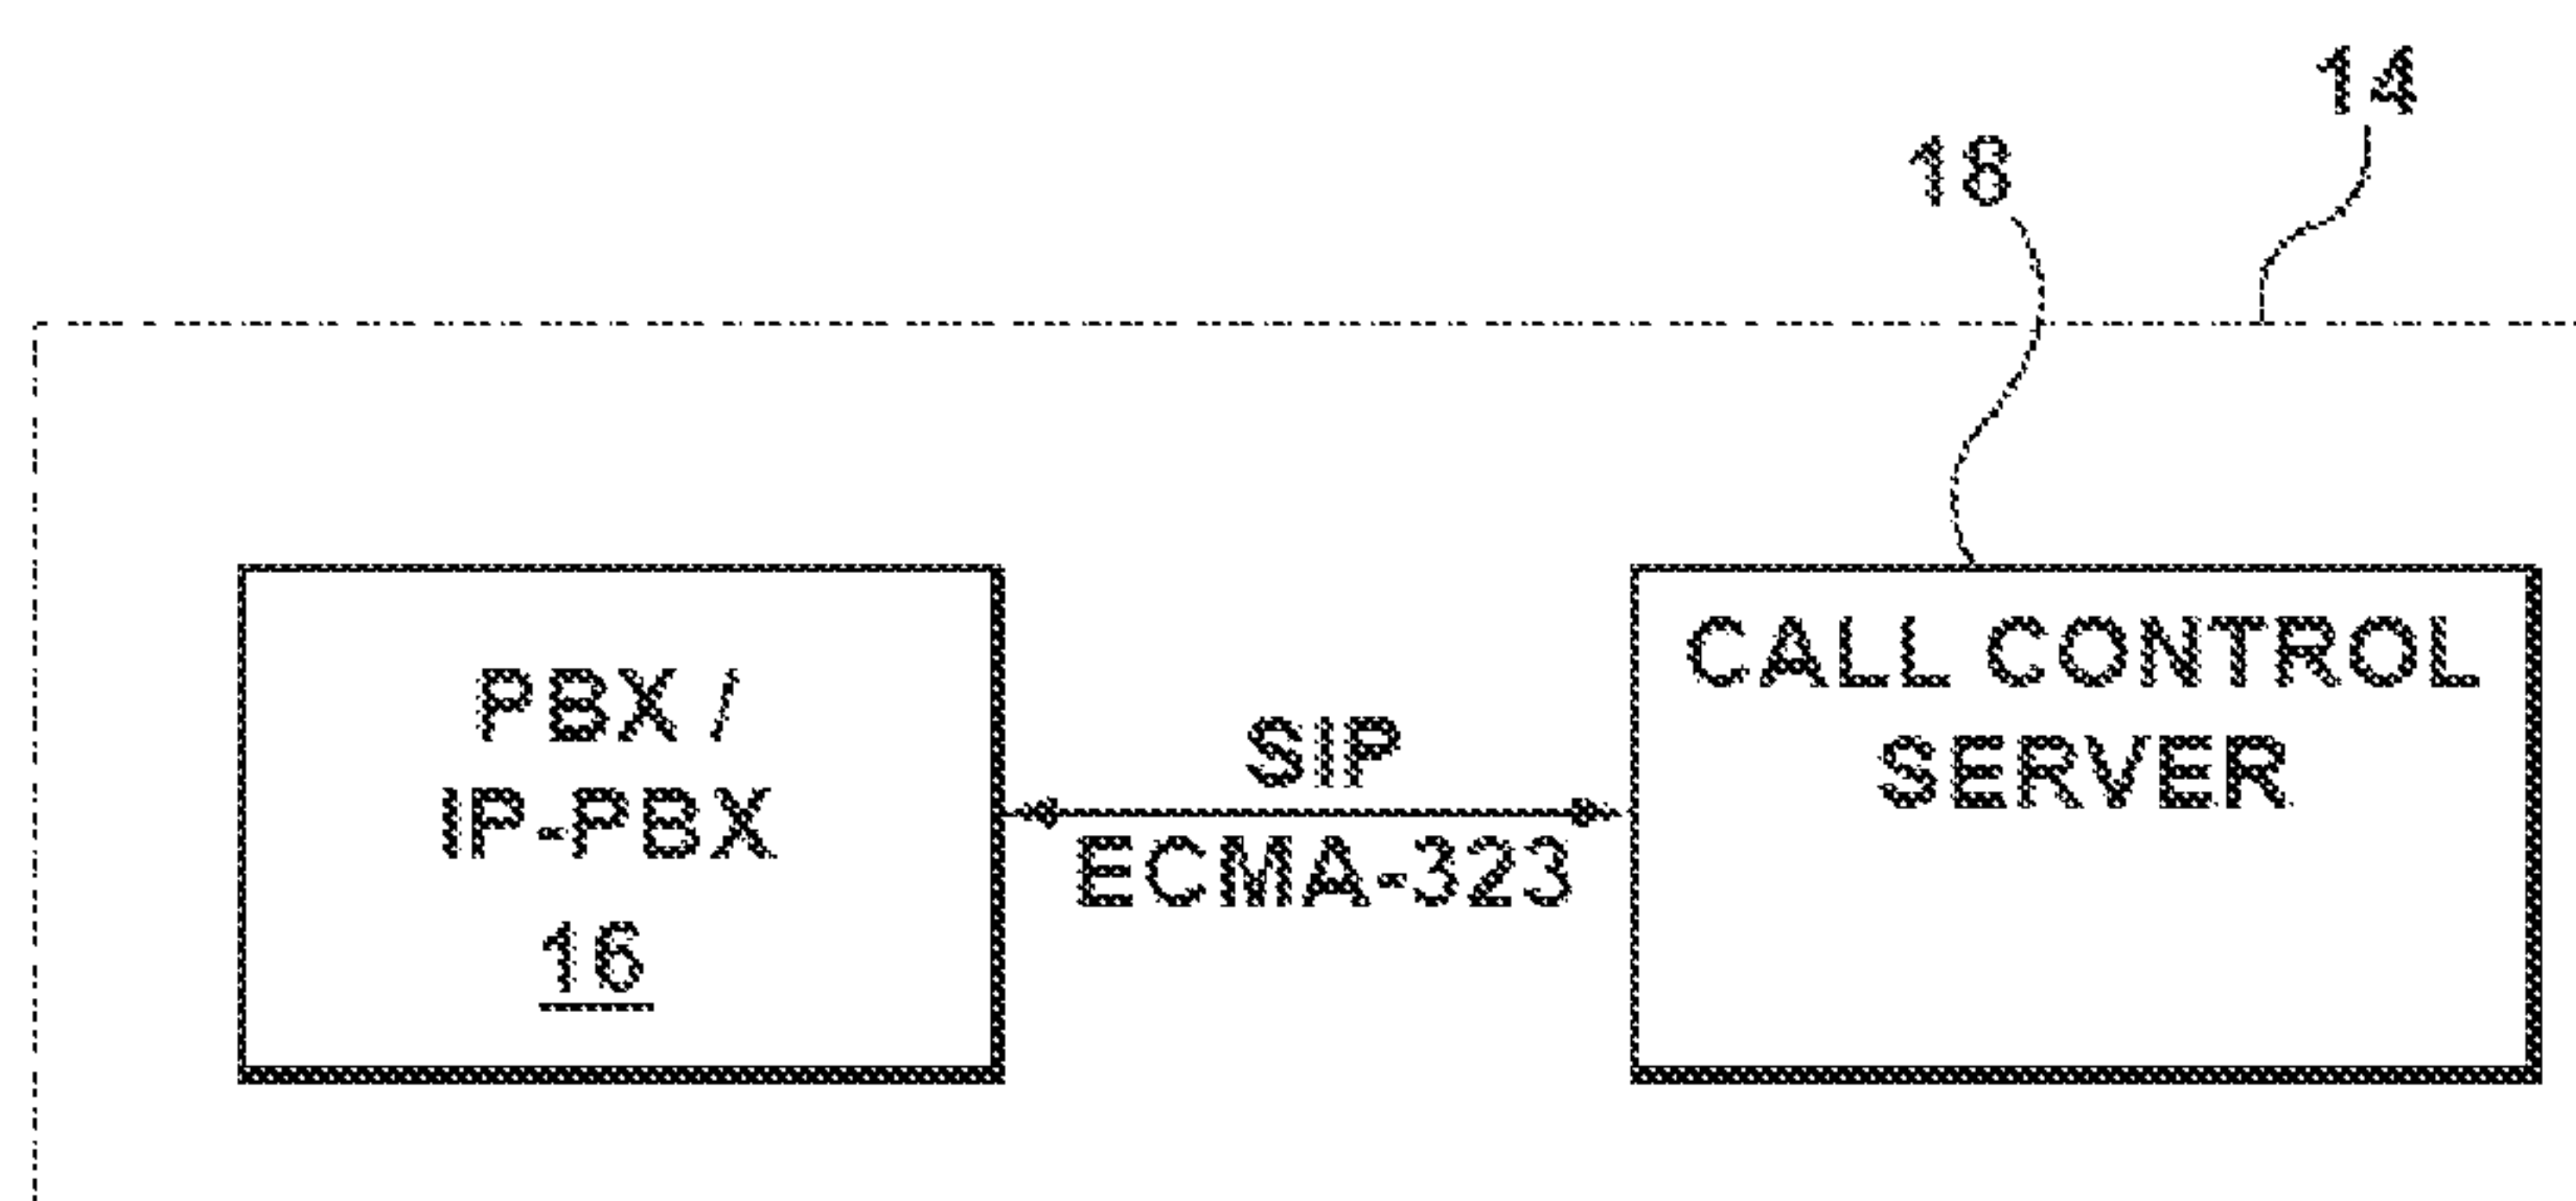 14
18
PBX /
IP-PBX
16
SIP
ECMA-323
CALL CONTROL
SERVER